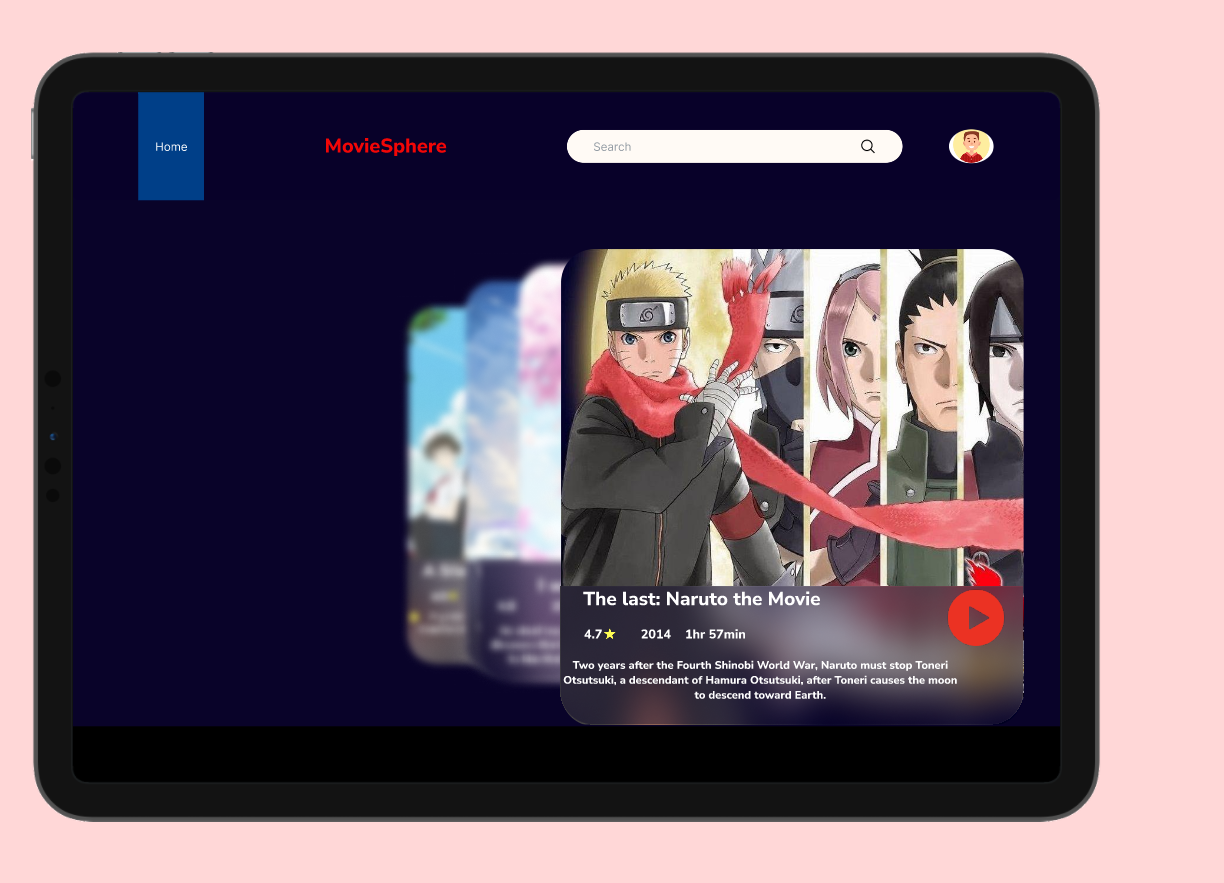 Home
MovieSphere
Search
The last: Naruto the Movie
4.7 2014 1hr 57min
Two years after the Fourth Shinobi World War, Naruto must stop Toneri
Otsutsuki, a descendant of Hamura Otsutsuki, after Toneri causes the moon
to descend toward Earth.